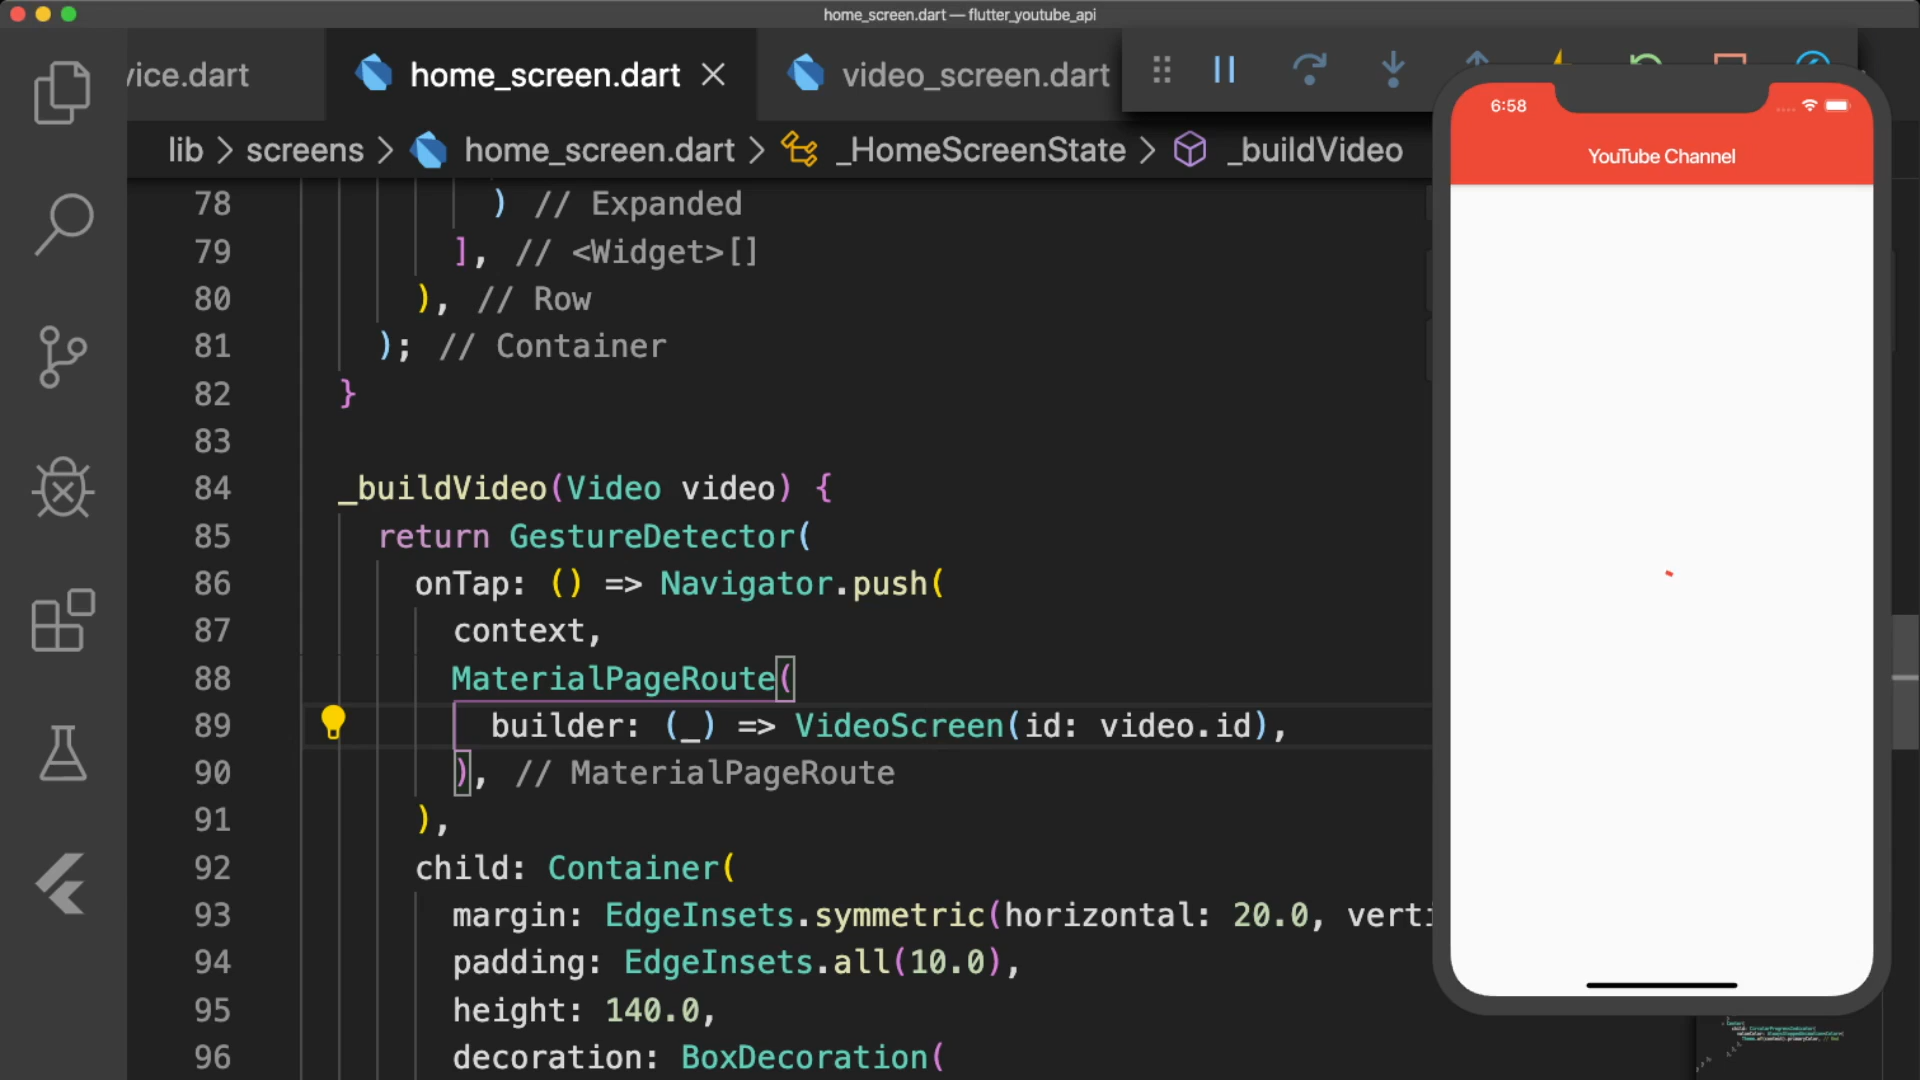 home_screen.dart — flutter_youtube_api
vice.dart
home_screen.dart
video_screen.dart
lib > screens > home_screen.dart > _HomeScreenState > _buildVideo
78 ) // Expanded
79 ], // <Widget>[]
80 ), // Row
81 ); // Container
82 }
83
84 _buildVideo(Video video) {
85 return GestureDetector(
86 onTap: () => Navigator.push(
87 context,
88 MaterialPageRoute(
89 builder: (_) => VideoScreen(id: video.id),
90 ), // MaterialPageRoute
91 ),
92 child: Container(
93 margin: EdgeInsets.symmetric(horizontal: 20.0, verti
94 padding: EdgeInsets.all(10.0),
95 height: 140.0,
96 decoration: BoxDecoration(
6:58
YouTube Channel